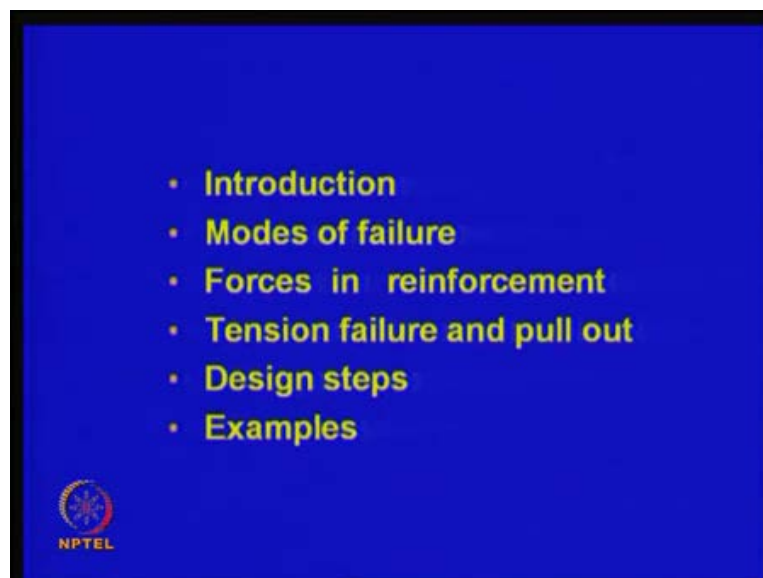 • Introduction
• Modes of failure
• Forces in reinforcement
• Tension failure and pull out
• Design steps
• Examples
NPTEL